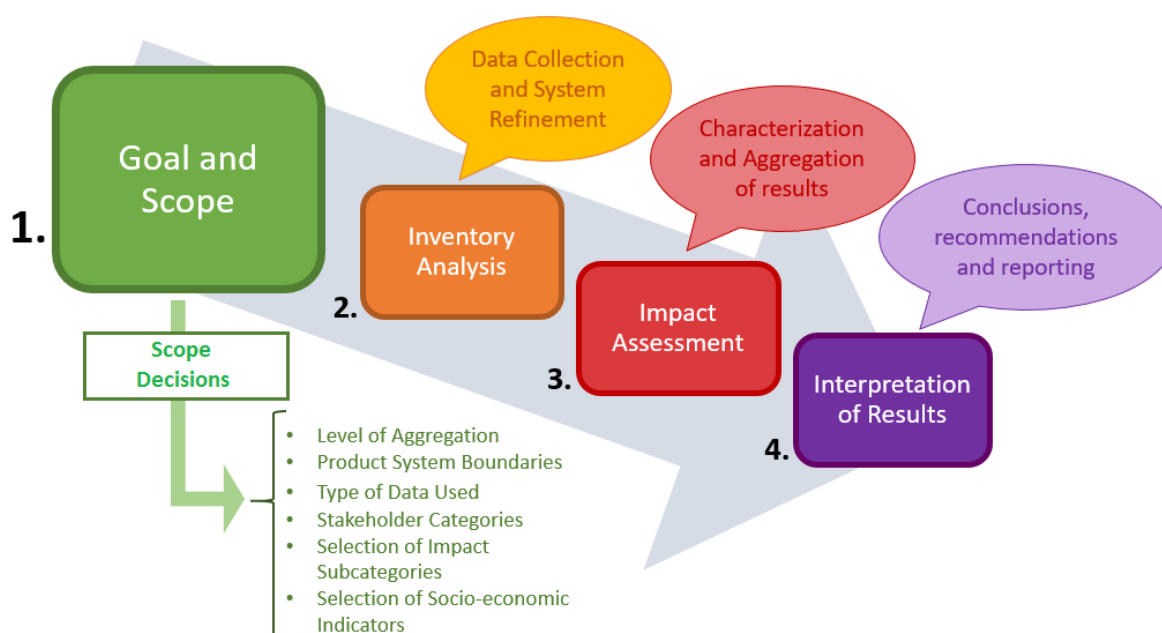 1.
Goal and
Scope
Data Collection
and System
Refinement
2.
Inventory
Analysis
Characterization
and Aggregation
of results
3.
Impact
Assessment
Conclusions,
recommendations
and reporting
4.
Interpretation
of Results
Scope
Decisions
• Level of Aggregation
• Product System Boundaries
• Type of Data Used
• Stakeholder Categories
• Selection of Impact
Subcategories
• Selection of Socio-economic
Indicators